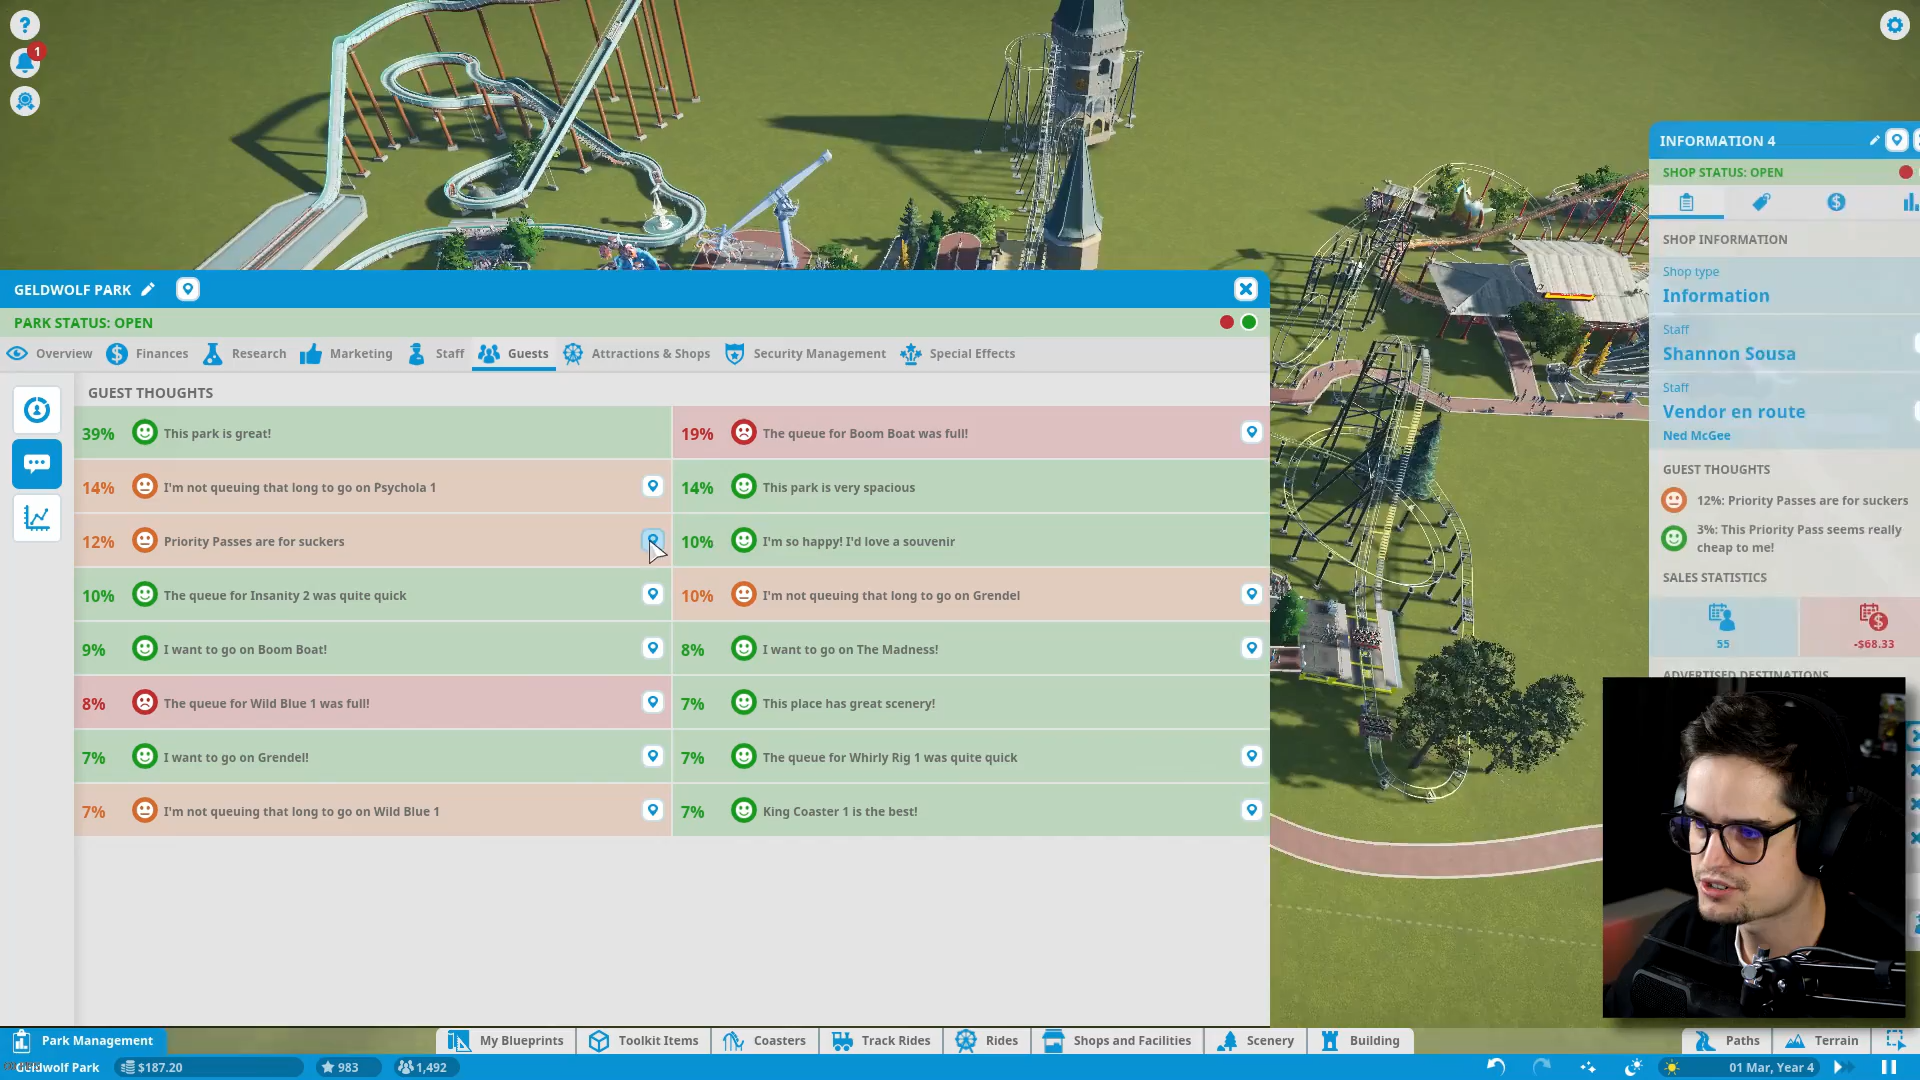 ?
1
INFORMATION 4
SHOP STATUS: OPEN
SHOP INFORMATION
Shop type
Information
Staff
Shannon Sousa
Staff
Vendor en route
Ned McGee
GUEST THOUGHTS
12%: Priority Passes are for suckers
3%: This Priority Pass seems really
cheap to me!
SALES STATISTICS
55
-$68.33
ADVERTISED DESTINATIONS
GELDWOLF PARK
PARK STATUS: OPEN
Overview
Finances
Research
Marketing
Staff
Guests
Attractions & Shops
Security Management
Special Effects
GUEST THOUGHTS
39% This park is great!
19% The queue for Boom Boat was full!
14% I'm not queuing that long to go on Psychola 1
14% This park is very spacious
12% Priority Passes are for suckers
10% I'm so happy! I'd love a souvenir
10% The queue for Insanity 2 was quite quick
10% I'm not queuing that long to go on Grendel
9% I want to go on Boom Boat!
8% I want to go on The Madness!
8% The queue for Wild Blue 1 was full!
7% This place has great scenery!
7% I want to go on Grendel!
7% The queue for Whirly Rig 1 was quite quick
7% I'm not queuing that long to go on Wild Blue 1
7% King Coaster 1 is the best!
Park Management
My Blueprints
Toolkit Items
Coasters
Track Rides
Rides
Shops and Facilities
Scenery
Building
Paths
Terrain
Geldwolf Park
$187.20
983
1,492
01 Mar, Year 4